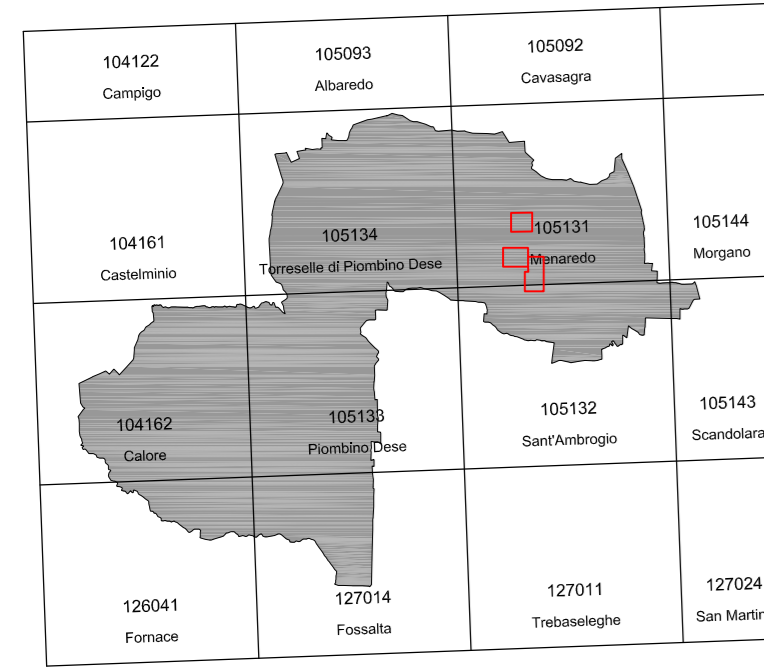 104122
Campigo
105093
Albaredo
105092
Cavasagra
104161
Castelminio
105134
Torreselle di Piombino Dese
105131
Menaredo
105144
Morgano
104162
Calore
105133
Piombino Dese
105132
Sant'Ambrogio
105143
Scandolara
126041
Fornace
127014
Fossalta
127011
Trebaseleghe
127024
San Martin